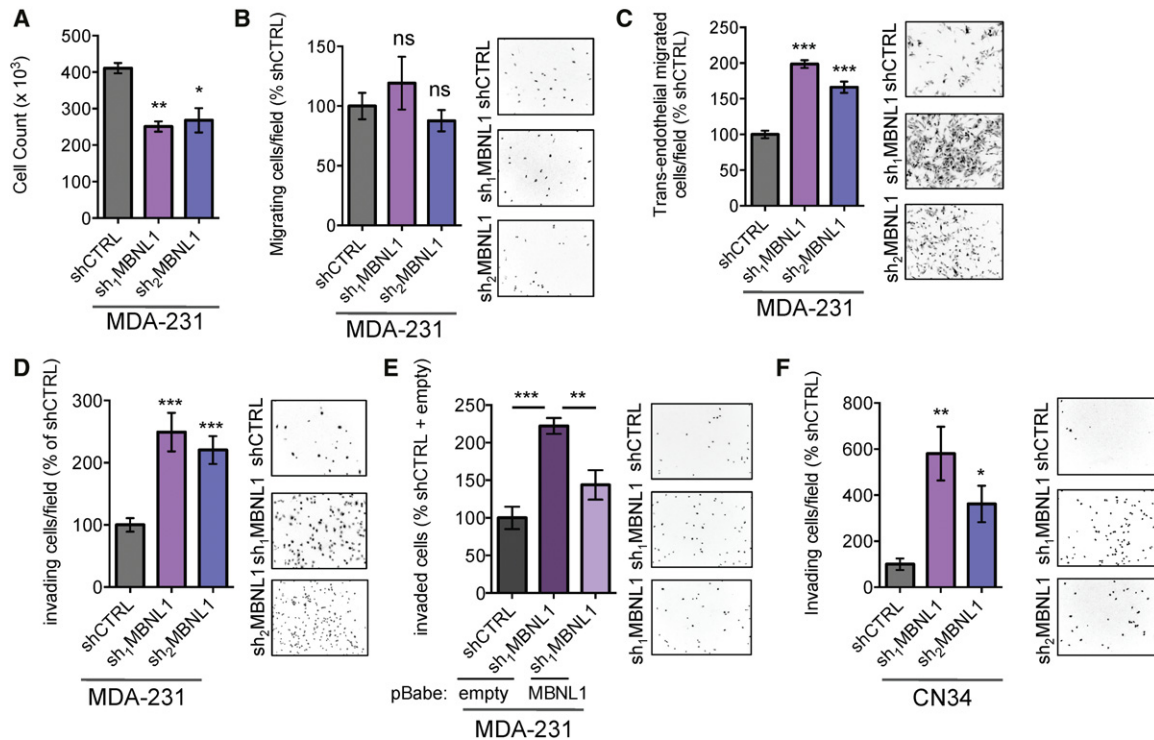 A
Cell Count (x 10³)
500
400
300
200
100
0
**
*
shCTRL
sh₁MBNL1
sh₂MBNL1
MDA-231
B
Migrating cells/field (% shCTRL)
150
100
50
0
ns
ns
shCTRL
sh₁MBNL1
sh₂MBNL1
MDA-231
shCTRL
sh₁MBNL1
sh₂MBNL1
C
Trans-endothelial migrated
cells/field (% shCTRL)
250
200
150
100
50
0
***
***
shCTRL
sh₁MBNL1
sh₂MBNL1
MDA-231
shCTRL
sh₁MBNL1
sh₂MBNL1
D
invading cells/field (% of shCTRL)
300
200
100
0
***
***
shCTRL
sh₁MBNL1
sh₂MBNL1
MDA-231
shCTRL
sh₁MBNL1
sh₂MBNL1
E
invaded cells (% shCTRL + empty)
250
200
150
100
50
0
***
**
shCTRL
sh₁MBNL1
sh₁MBNL1
pBabe: empty MBNL1
MDA-231
shCTRL
sh₁MBNL1
sh₁MBNL1
F
Invading cells/field (% shCTRL)
800
600
400
200
0
**
*
shCTRL
sh₁MBNL1
sh₂MBNL1
CN34
shCTRL
sh₁MBNL1
sh₂MBNL1